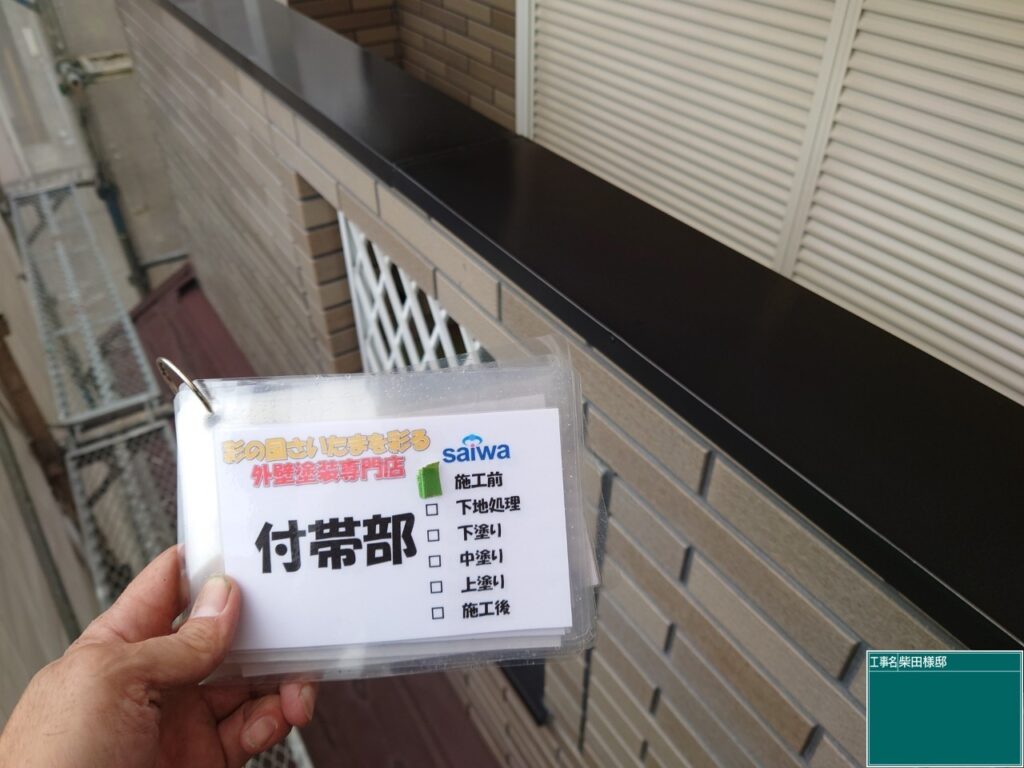 彩の国さいたまを彩る
外壁塗装専門店
saiwa
付帯部
施工前
□ 下地処理
□ 下塗り
□ 中塗り
□ 上塗り
□ 施工後
工事名 柴田様邸